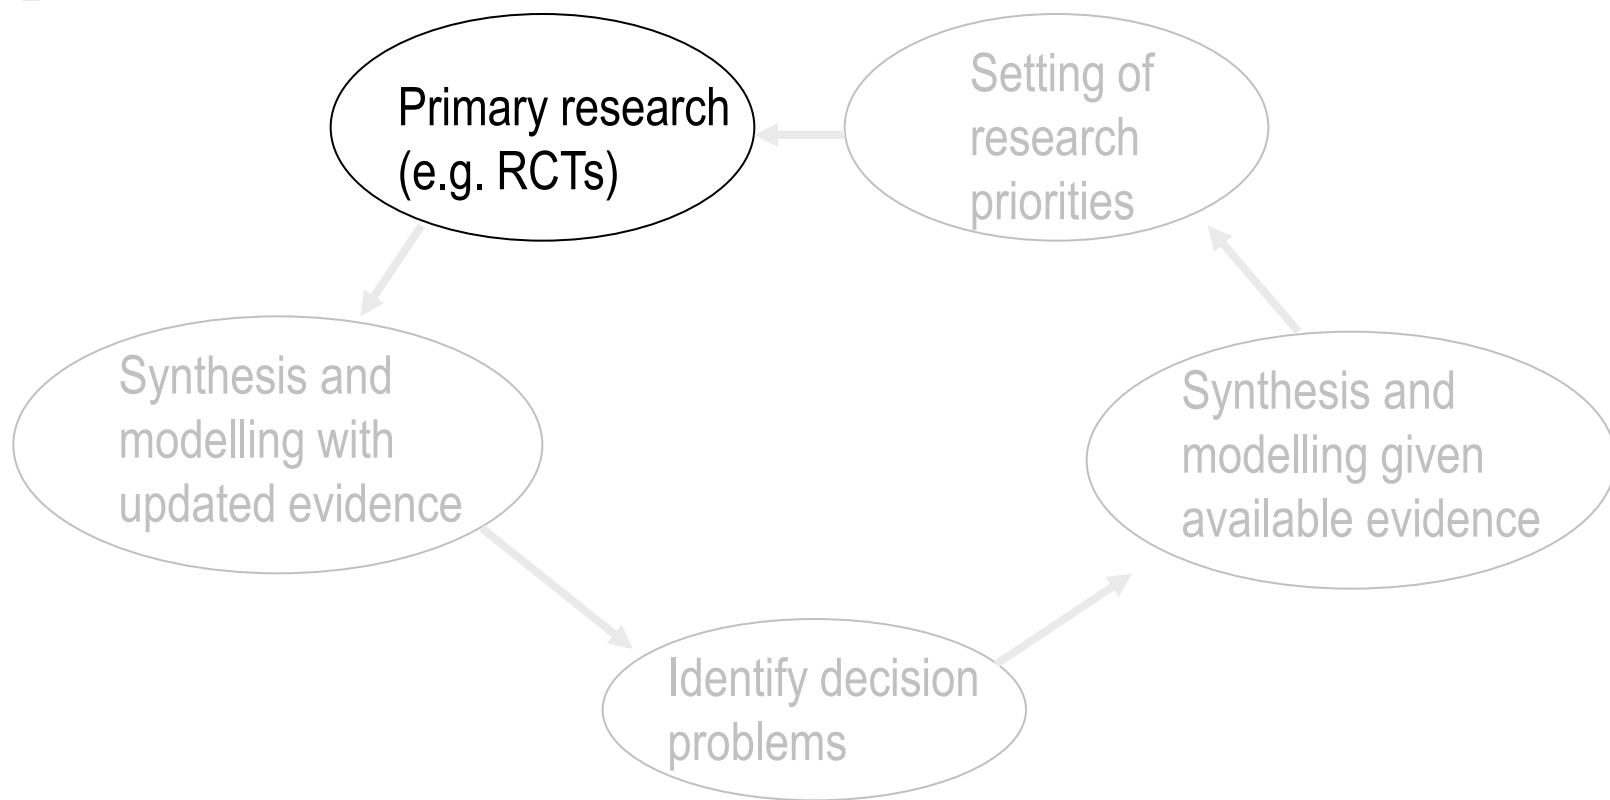 Primary research
(e.g. RCTs)
Setting of
research
priorities
Synthesis and
modelling with
updated evidence
Synthesis and
modelling given
available evidence
Identify decision
problems